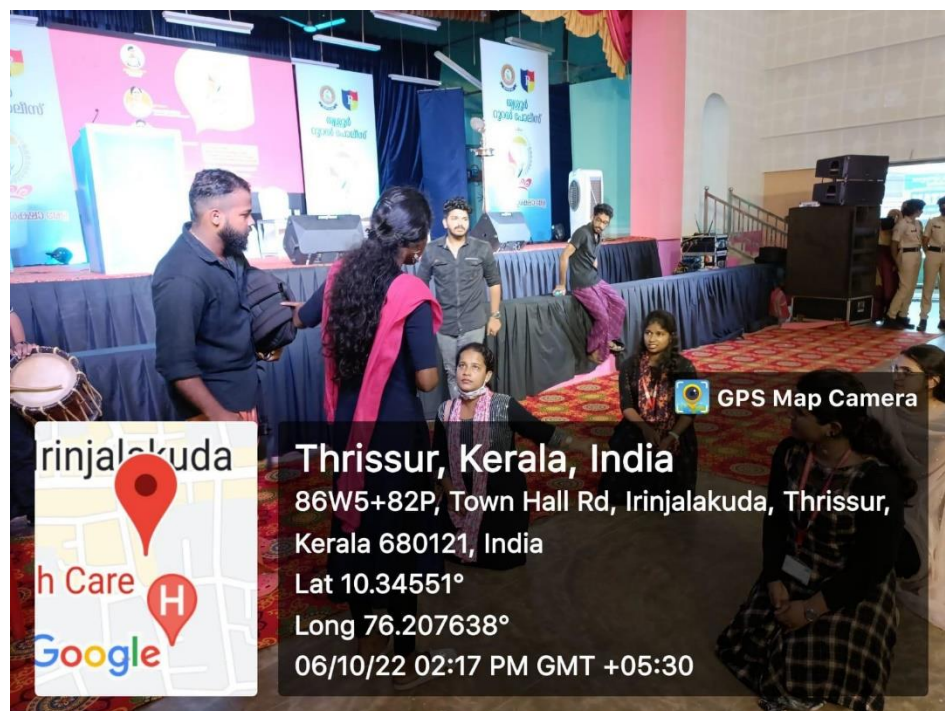 തൃശ്ശൂർ
റൂറൽ പോലീസ്
GPS Map Camera
Irinjalakuda
h Care
H
Google
Thrissur, Kerala, India
86W5+82P, Town Hall Rd, Irinjalakuda, Thrissur,
Kerala 680121, India
Lat 10.34551°
Long 76.207638°
06/10/22 02:17 PM GMT +05:30